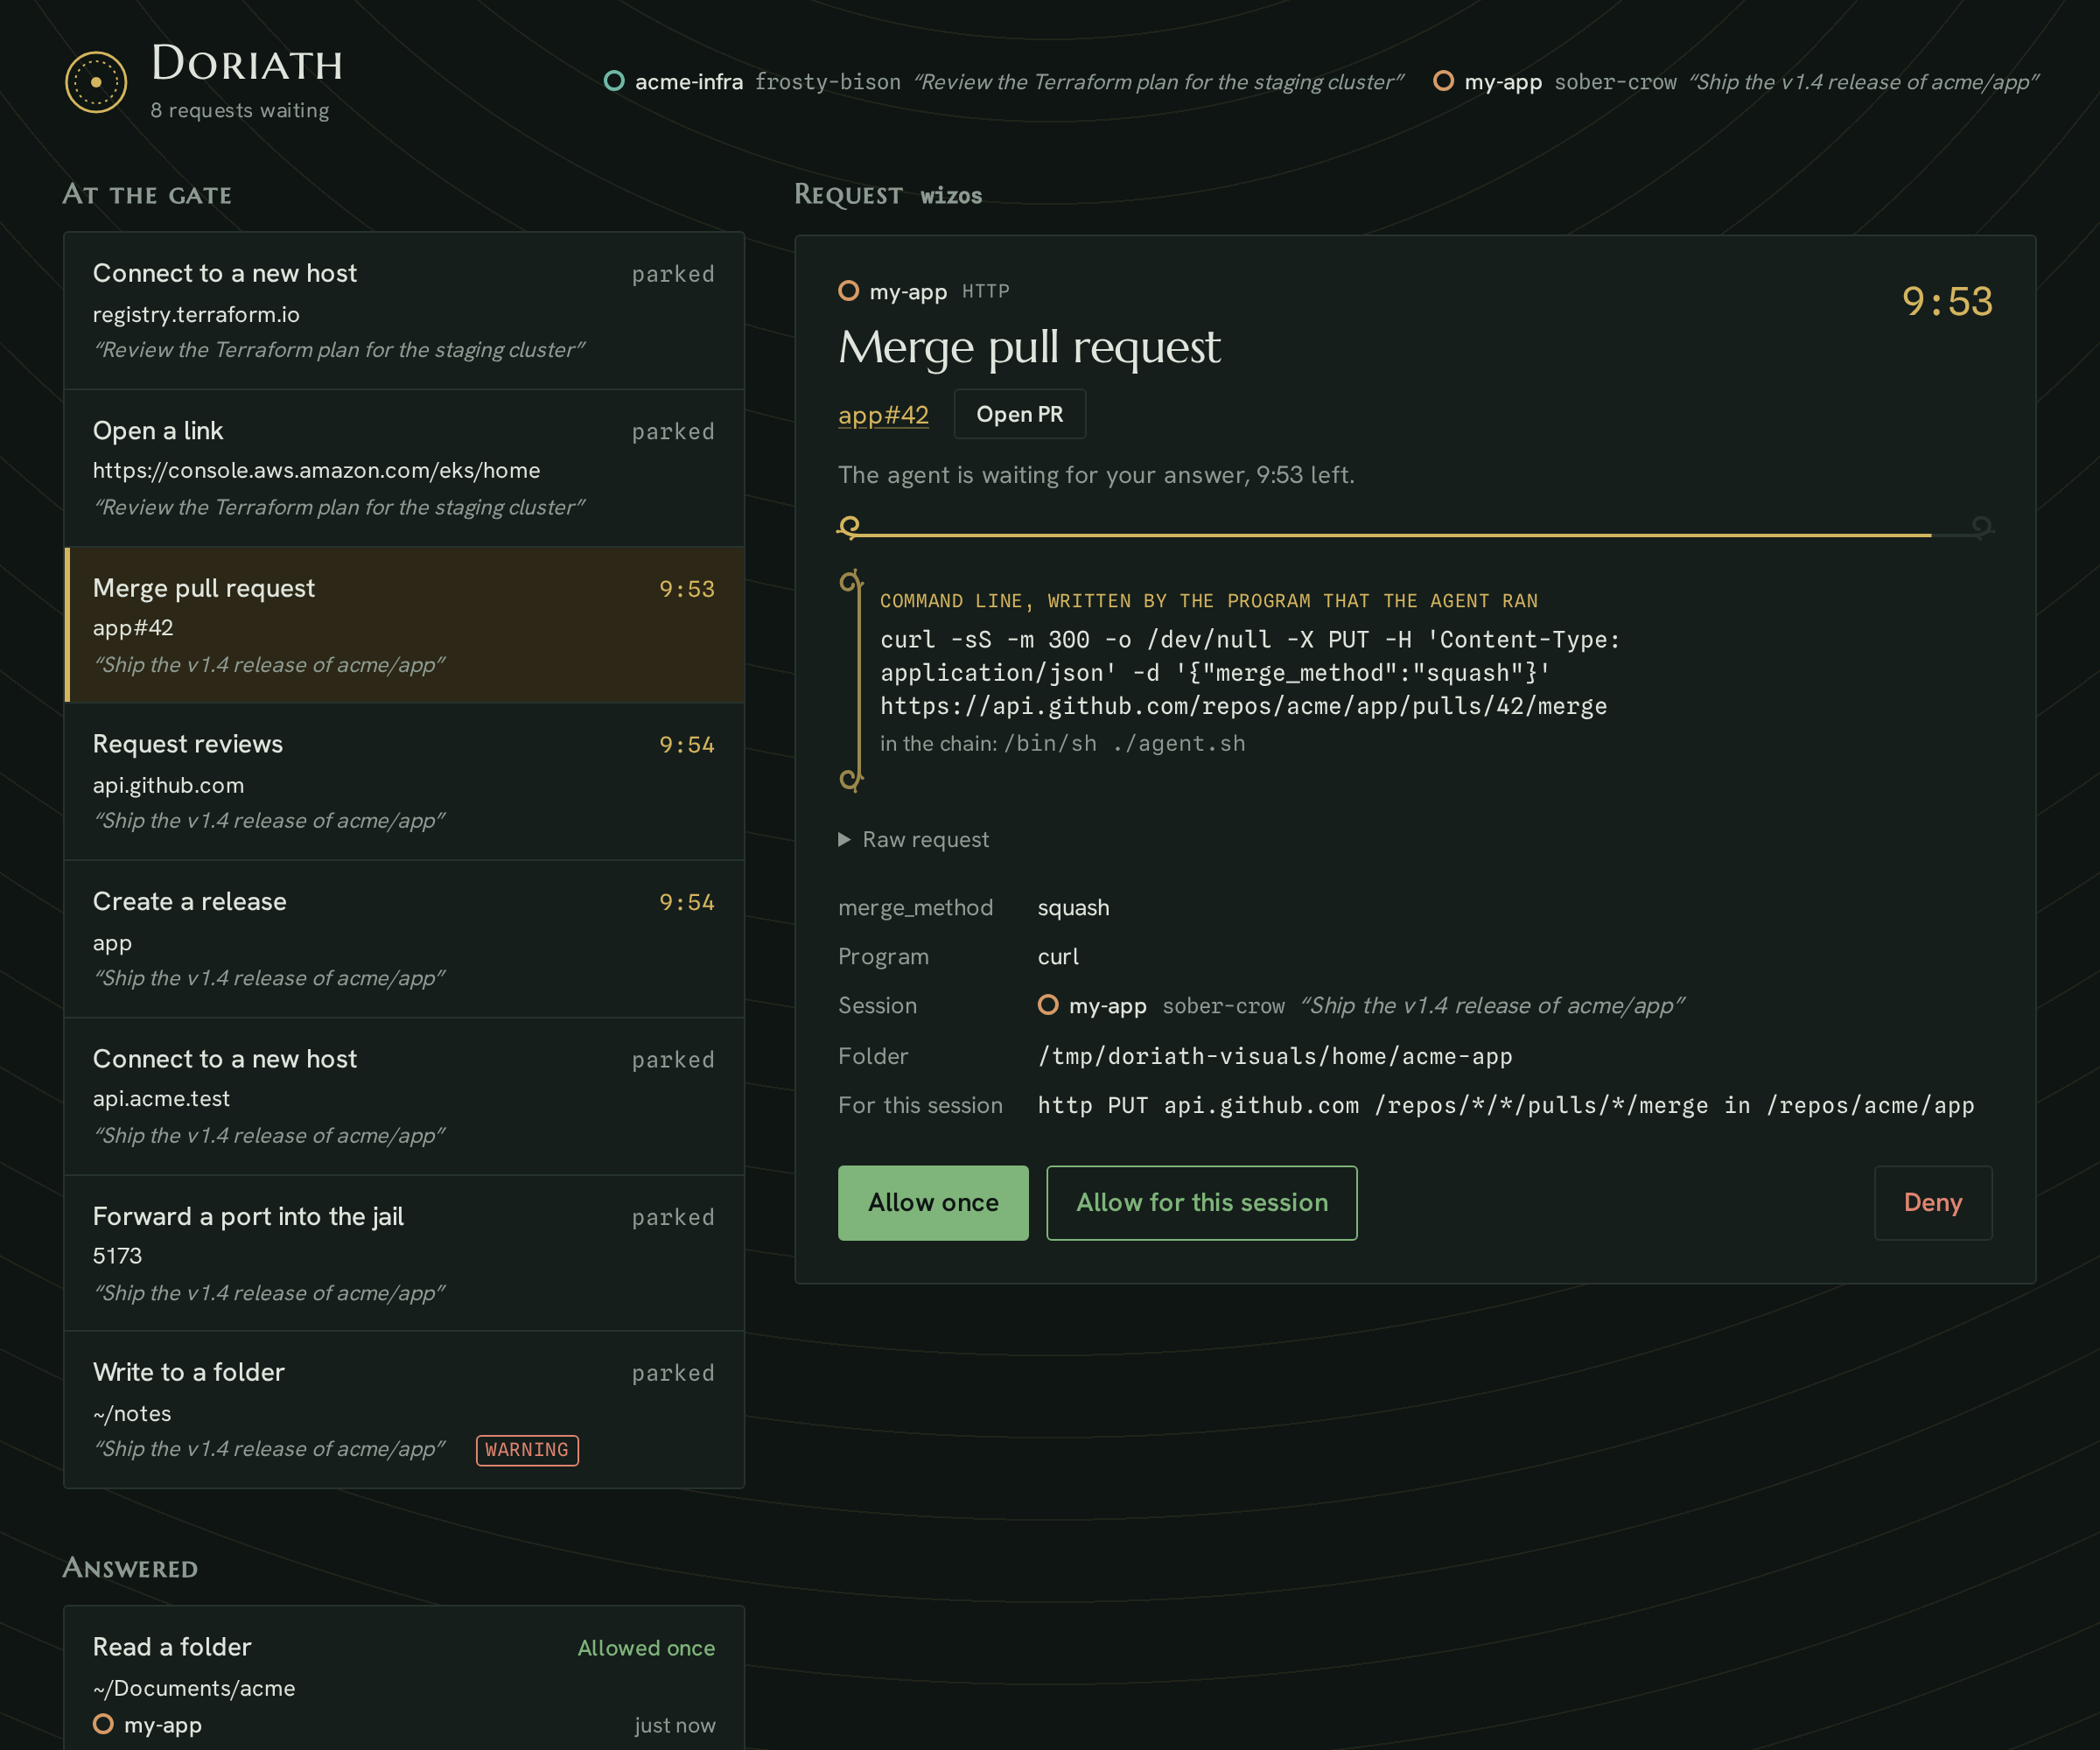 DORIATH
8 requests waiting
acme-infra frosty-bison “Review the Terraform plan for the staging cluster” my-app sober-crow “Ship the v1.4 release of acme/app”
AT THE GATE
Connect to a new host parked
registry.terraform.io
“Review the Terraform plan for the staging cluster”
Open a link parked
https://console.aws.amazon.com/eks/home
“Review the Terraform plan for the staging cluster”
Merge pull request 9:53
app#42
“Ship the v1.4 release of acme/app”
Request reviews 9:54
api.github.com
“Ship the v1.4 release of acme/app”
Create a release 9:54
app
“Ship the v1.4 release of acme/app”
Connect to a new host parked
api.acme.test
“Ship the v1.4 release of acme/app”
Forward a port into the jail parked
5173
“Ship the v1.4 release of acme/app”
Write to a folder parked
~/notes
“Ship the v1.4 release of acme/app” WARNING
ANSWERED
Read a folder Allowed once
~/Documents/acme
my-app just now
REQUEST wizos
my-app HTTP 9:53
Merge pull request
app#42 Open PR
The agent is waiting for your answer, 9:53 left.
COMMAND LINE, WRITTEN BY THE PROGRAM THAT THE AGENT RAN
curl -sS -m 300 -o /dev/null -X PUT -H 'Content-Type:
application/json' -d '{"merge_method":"squash"}'
https://api.github.com/repos/acme/app/pulls/42/merge
in the chain: /bin/sh ./agent.sh
Raw request
merge_method squash
Program curl
Session my-app sober-crow “Ship the v1.4 release of acme/app”
Folder /tmp/doriath-visuals/home/acme-app
For this session http PUT api.github.com /repos/*/*/pulls/*/merge in /repos/acme/app
Allow once Allow for this session Deny